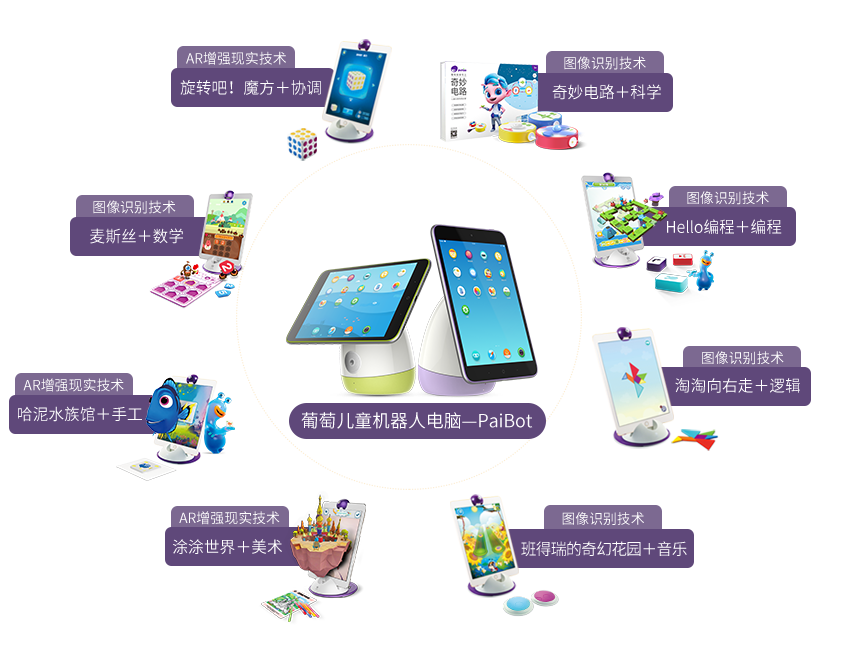 AR增强现实技术
旋转吧！魔方＋协调
图像识别技术
奇妙电路＋科学
奇妙
电路
图像识别技术
麦斯丝＋数学
图像识别技术
Hello编程＋编程
AR增强现实技术
哈泥水族馆＋手工
图像识别技术
淘淘向右走＋逻辑
葡萄儿童机器人电脑—PaiBot
AR增强现实技术
涂涂世界＋美术
图像识别技术
班得瑞的奇幻花园＋音乐